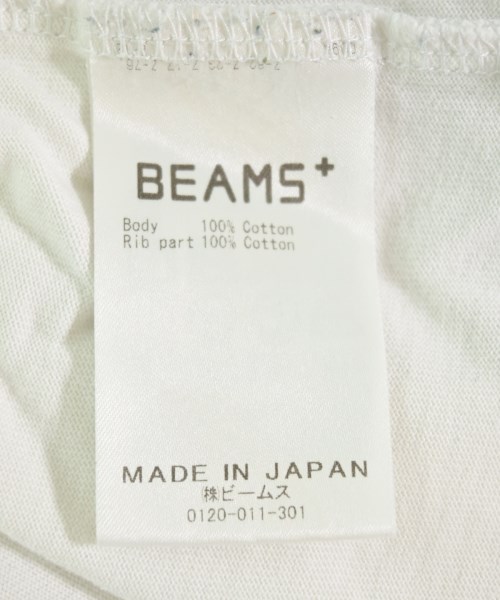 BEAMS+
Body 100% Cotton
Rib part 100% Cotton
MADE IN JAPAN
㈱ビームス
0120-011-301